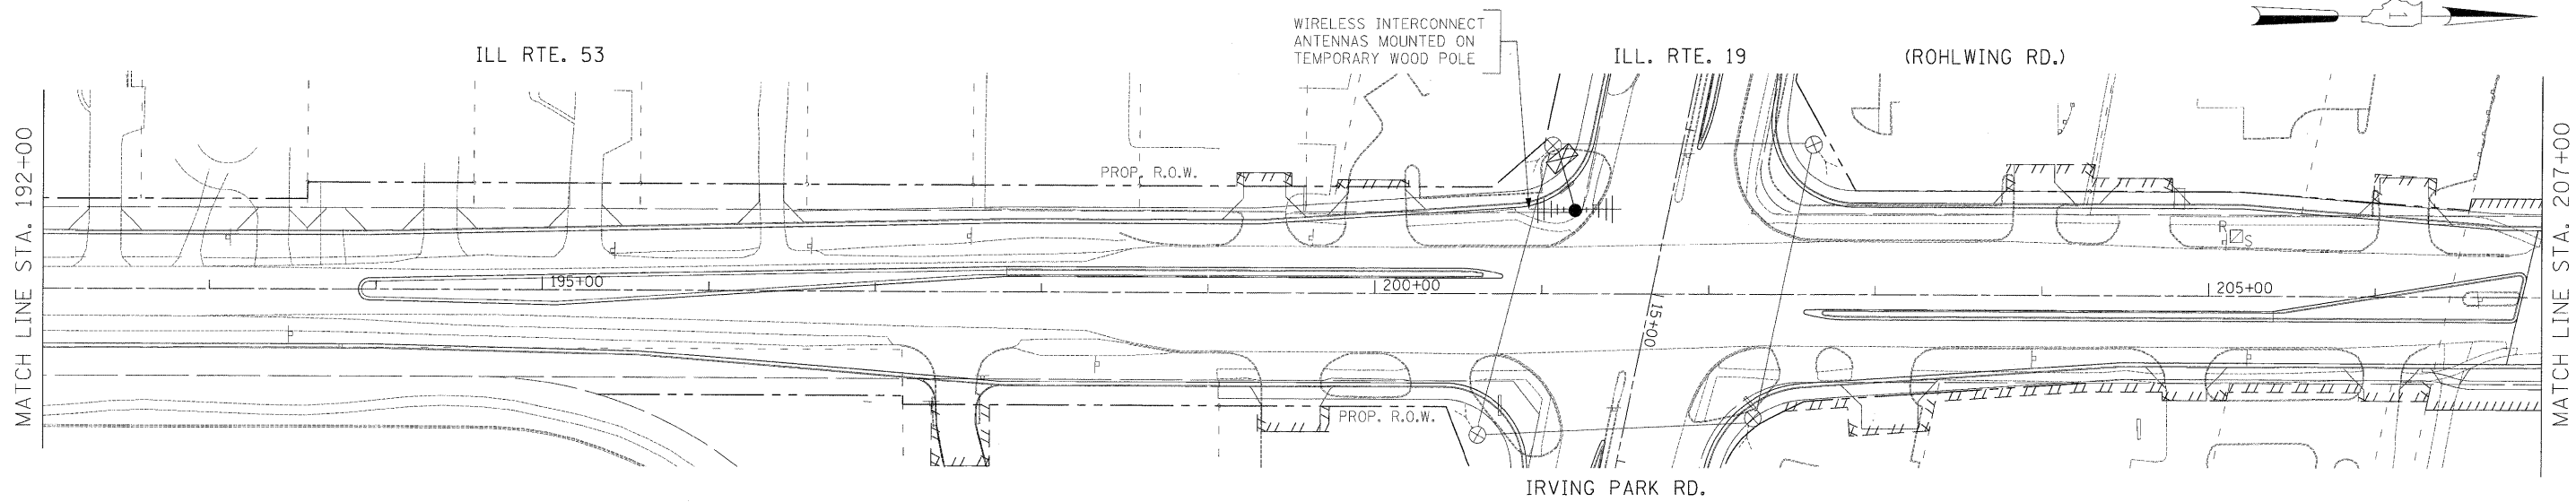 WIRELESS INTERCONNECT
ANTENNAS MOUNTED ON
TEMPORARY WOOD POLE
ILL RTE. 53
ILL. RTE. 19
(ROHLWING RD.)
MATCH LINE STA. 192+00
PROP. R.O.W.
195+00
200+00
15+00
205+00
R
S
PROP. R.O.W.
IRVING PARK RD.
MATCH LINE STA. 207+00